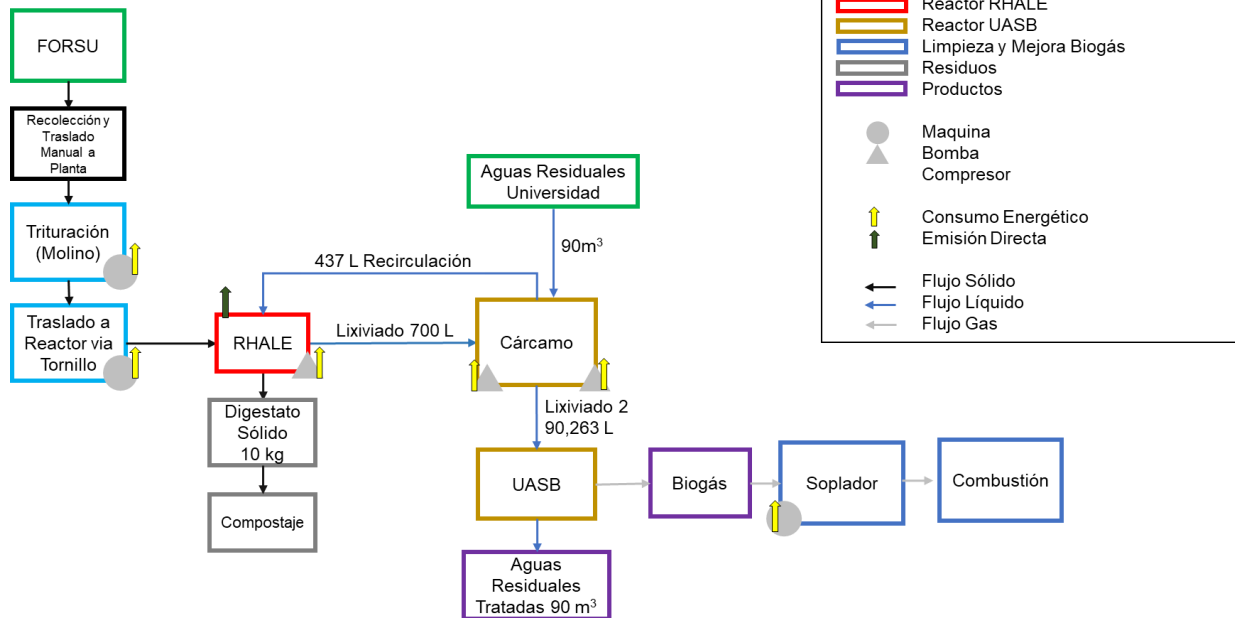 FORSU
Recolección y
Traslado
Manual a
Planta
Trituración
(Molino)
Traslado a
Reactor via
Tornillo
RHALE
Digestato
Sólido
10 kg
Compostaje
437 L Recirculación
Lixiviado 700 L
Aguas Residuales
Universidad
90m³
Cárcamo
Lixiviado 2
90,263 L
UASB
Aguas
Residuales
Tratadas 90 m³
Biogás
Soplador
Combustión
Reactor RHALE
Reactor UASB
Limpieza y Mejora Biogás
Residuos
Productos
Maquina
Bomba
Compresor
Consumo Energético
Emisión Directa
Flujo Sólido
Flujo Líquido
Flujo Gas